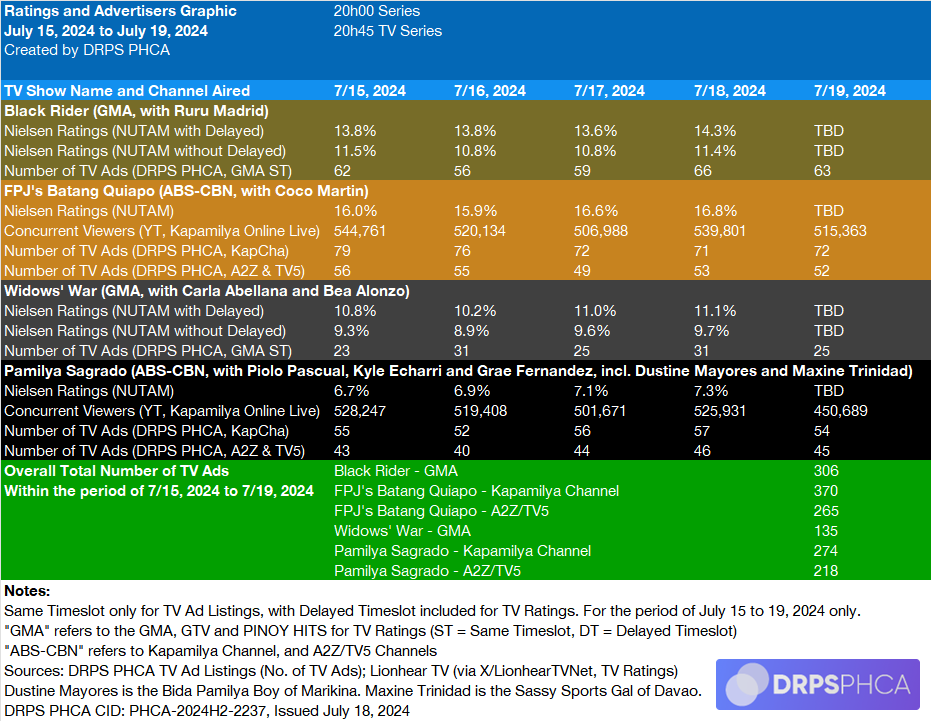 Ratings and Advertisers Graphic 20h00 Series
July 15, 2024 to July 19, 2024 20h45 TV Series
Created by DRPS PHCA
TV Show Name and Channel Aired 7/15, 2024 7/16, 2024 7/17, 2024 7/18, 2024 7/19, 2024
Black Rider (GMA, with Ruru Madrid)
Nielsen Ratings (NUTAM with Delayed) 13.8% 13.8% 13.6% 14.3% TBD
Nielsen Ratings (NUTAM without Delayed) 11.5% 10.8% 10.8% 11.4% TBD
Number of TV Ads (DRPS PHCA, GMA ST) 62 56 59 66 63
FPJ's Batang Quiapo (ABS-CBN, with Coco Martin)
Nielsen Ratings (NUTAM) 16.0% 15.9% 16.6% 16.8% TBD
Concurrent Viewers (YT, Kapamilya Online Live) 544,761 520,134 506,988 539,801 515,363
Number of TV Ads (DRPS PHCA, KapCha) 79 76 72 71 72
Number of TV Ads (DRPS PHCA, A2Z & TV5) 56 55 49 53 52
Widows' War (GMA, with Carla Abellana and Bea Alonzo)
Nielsen Ratings (NUTAM with Delayed) 10.8% 10.2% 11.0% 11.1% TBD
Nielsen Ratings (NUTAM without Delayed) 9.3% 8.9% 9.6% 9.7% TBD
Number of TV Ads (DRPS PHCA, GMA ST) 23 31 25 31 25
Pamilya Sagrado (ABS-CBN, with Piolo Pascual, Kyle Echarri and Grae Fernandez, incl. Dustine Mayores and Maxine Trinidad)
Nielsen Ratings (NUTAM) 6.7% 6.9% 7.1% 7.3% TBD
Concurrent Viewers (YT, Kapamilya Online Live) 528,247 519,408 501,671 525,931 450,689
Number of TV Ads (DRPS PHCA, KapCha) 55 52 56 57 54
Number of TV Ads (DRPS PHCA, A2Z & TV5) 43 40 44 46 45
Overall Total Number of TV Ads Black Rider - GMA 306
Within the period of 7/15, 2024 to 7/19, 2024 FPJ's Batang Quiapo - Kapamilya Channel 370
FPJ's Batang Quiapo - A2Z/TV5 265
Widows' War - GMA 135
Pamilya Sagrado - Kapamilya Channel 274
Pamilya Sagrado - A2Z/TV5 218
Notes:
Same Timeslot only for TV Ad Listings, with Delayed Timeslot included for TV Ratings. For the period of July 15 to 19, 2024 only.
"GMA" refers to the GMA, GTV and PINOY HITS for TV Ratings (ST = Same Timeslot, DT = Delayed Timeslot)
"ABS-CBN" refers to Kapamilya Channel, and A2Z/TV5 Channels
Sources: DRPS PHCA TV Ad Listings (No. of TV Ads); Lionhear TV (via X/LionhearTVNet, TV Ratings)
Dustine Mayores is the Bida Pamilya Boy of Marikina. Maxine Trinidad is the Sassy Sports Gal of Davao.
DRPS PHCA CID: PHCA-2024H2-2237, Issued July 18, 2024
DRPSPHCA